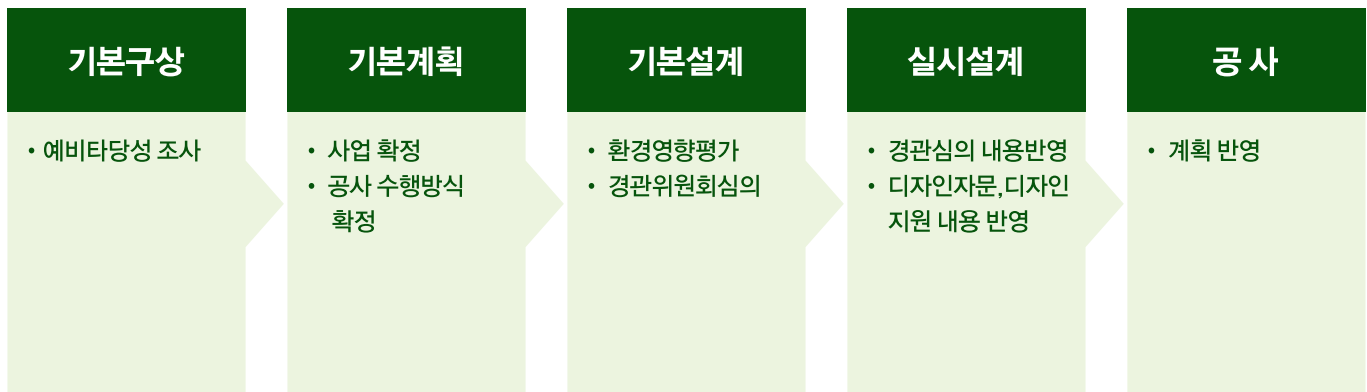 기본구상
• 예비타당성 조사
기본계획
• 사업 확정
• 공사 수행방식
확정
기본설계
• 환경영향평가
• 경관위원회심의
실시설계
• 경관심의 내용반영
• 디자인자문,디자인
지원 내용 반영
공 사
• 계획 반영